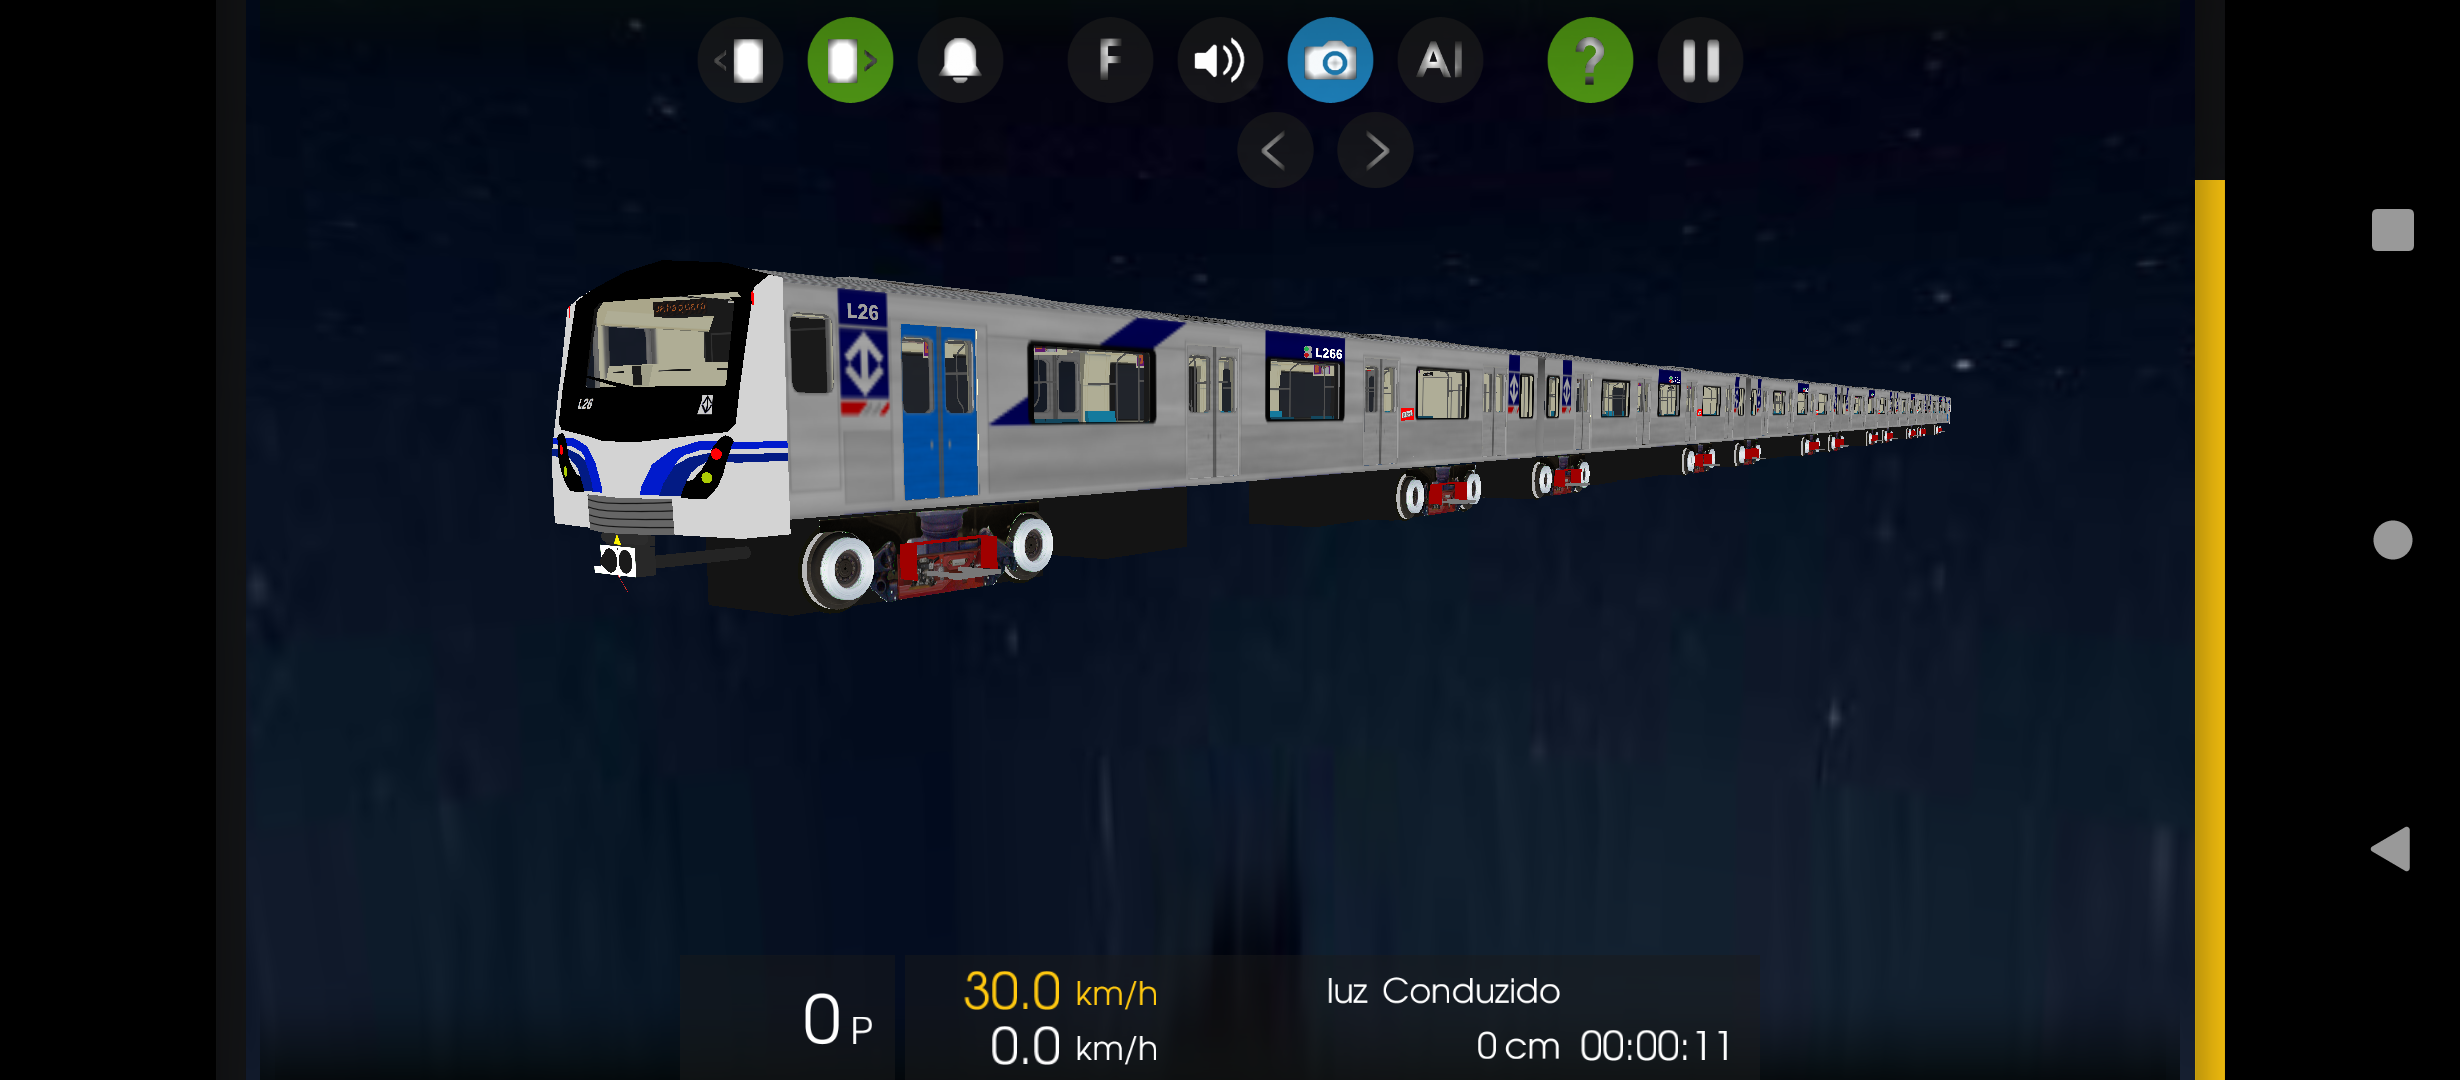 F
AI
?
L26
L266
L26
0 P
30.0 km/h
0.0 km/h
luz Conduzido
0 cm 00:00:11